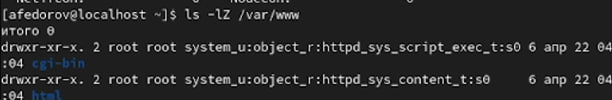 [afedorov@localhost ~]$ ls -lZ /var/www
итого 0
drwxr-xr-x. 2 root root system_u:object_r:httpd_sys_script_exec_t:s0 6 апр 22 04
:04 cgi-bin
drwxr-xr-x. 2 root root system_u:object_r:httpd_sys_content_t:s0     6 апр 22 04
:04 html